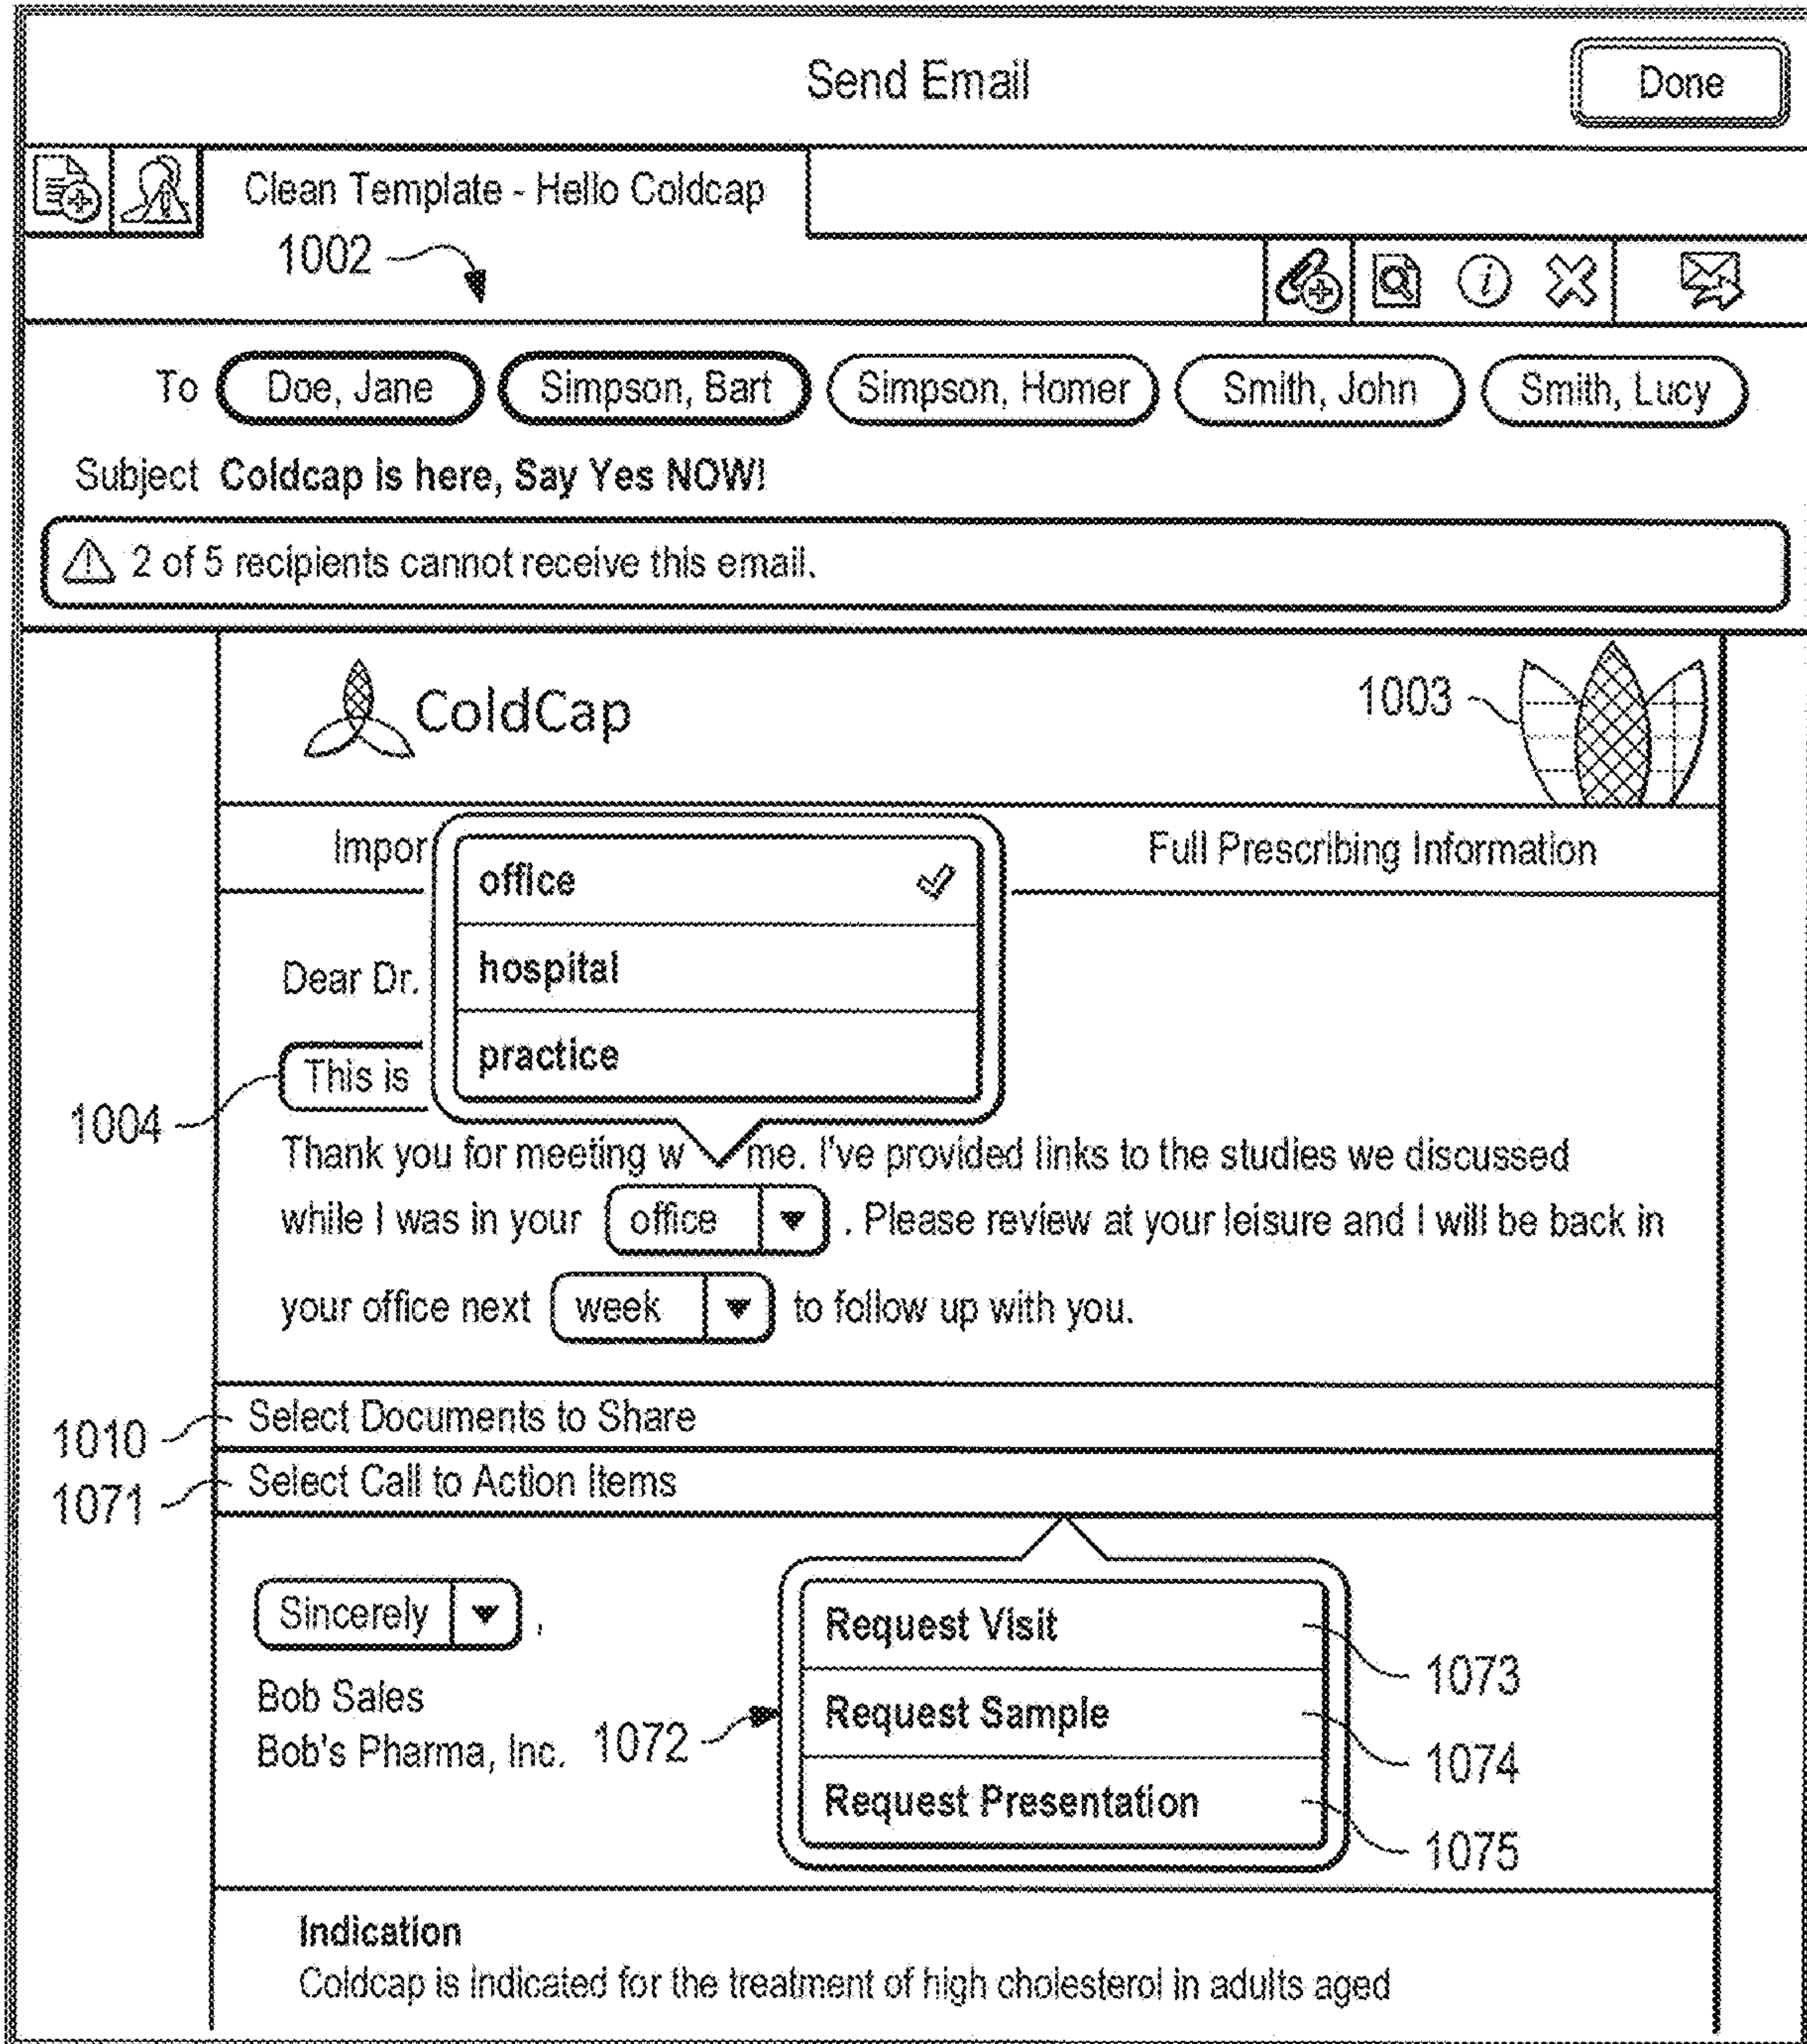 Send Email
Done
Clean Template - Hello Coldcap
1002
To Doe, Jane Simpson, Bart Simpson, Homer Smith, John Smith, Lucy
Subject Coldcap is here, Say Yes NOW!
2 of 5 recipients cannot receive this email.
ColdCap
1003
Impor
Full Prescribing Information
office
hospital
practice
Dear Dr.
This is
1004
Thank you for meeting w me. I've provided links to the studies we discussed
while I was in your office . Please review at your leisure and I will be back in
your office next week to follow up with you.
1010
Select Documents to Share
1071
Select Call to Action Items
Sincerely ,
Bob Sales
Bob's Pharma, Inc.
1072
Request Visit
1073
Request Sample
1074
Request Presentation
1075
Indication
Coldcap is indicated for the treatment of high cholesterol in adults aged